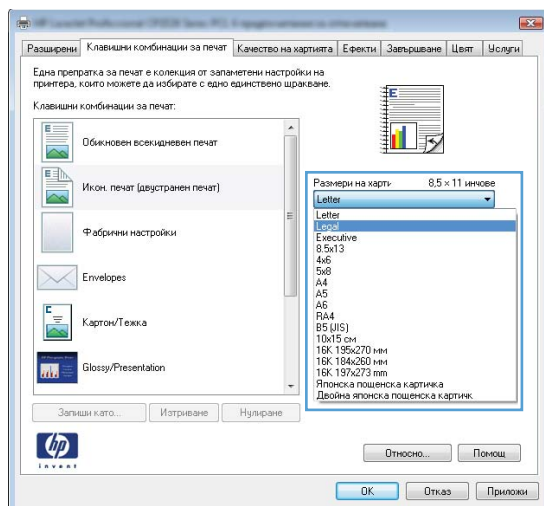 Разширени Клавишни комбинации за печат Качество на хартията Ефекти Завършване Цвят Услуги
Една препратка за печат е колекция от запаметени настройки на
принтера, които можете да избирате с едно единствено щракване.
Клавишни комбинации за печат:
Обикновен всекидневен печат
Икон. печат (двустранен печат)
Фабрични настройки
Envelopes
Картон/Тежка
Glossy/Presentation
Запиши като... Изтриване Нулиране
E
Размери на харти 8,5 × 11 инчове
Letter
Letter
Legal
Executive
8.5x13
4x6
5x8
A4
A5
A6
RA4
B5 (JIS)
10x15 см
16K 195x270 мм
16K 184x260 мм
16K 197x273 mm
Японска пощенска картичка
Двойна японска пощенска картичк
hp
invent
Относно... Помощ
OK Отказ Приложи